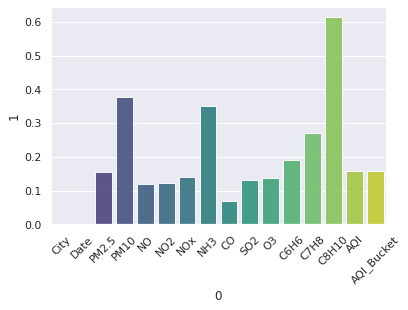 0.6
0.5
0.4
0.3
0.2
0.1
0.0
1
City
Date
PM2.5
PM10
NO
NO2
NOx
NH3
CO
SO2
O3
C6H6
C7H8
C8H10
AQI
AQI_Bucket
0